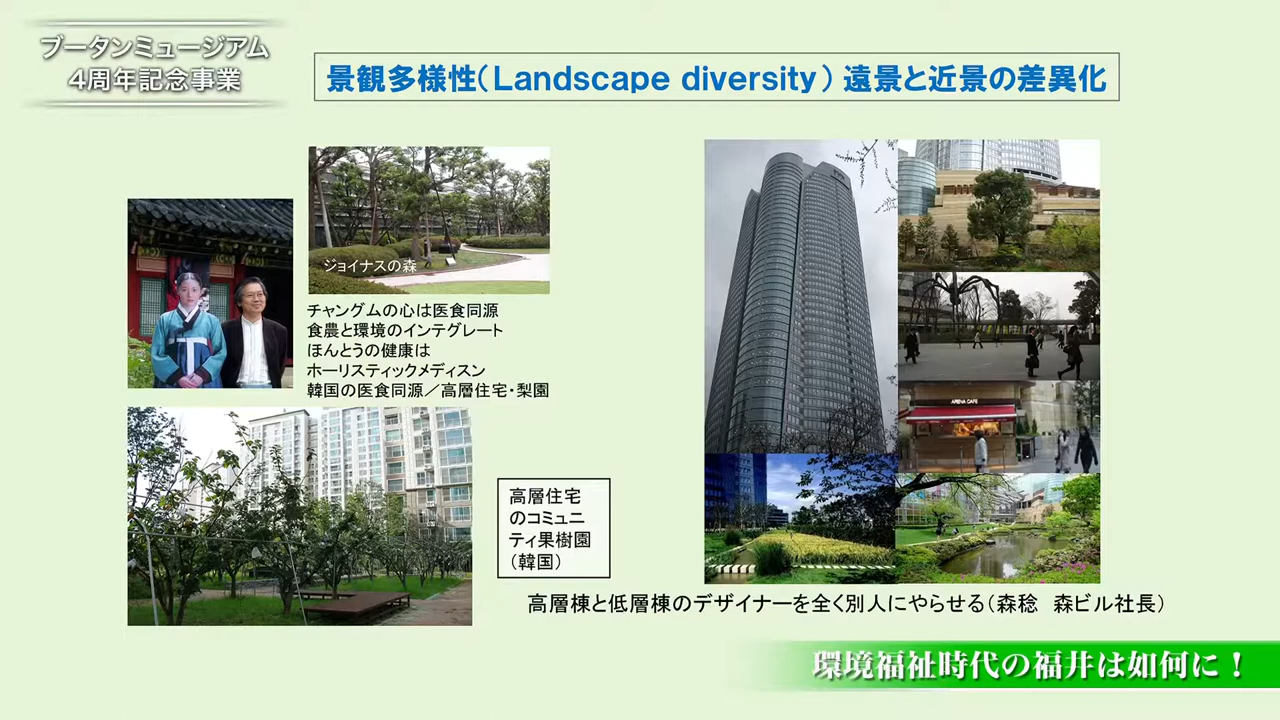 ブータンミュージアム
4周年記念事業
景観多様性(Landscape diversity) 遠景と近景の差異化
ジョイナスの森
チャングムの心は医食同源
食農と環境のインテグレート
ほんとうの健康は
ホーリスティックメディスン
韓国の医食同源／高層住宅・梨園
ARENA CAFE
高層住宅
のコミュニ
ティ果樹園
(韓国)
高層棟と低層棟のデザイナーを全く別人にやらせる(森稔　森ビル社長)
環境福祉時代の福井は如何に！